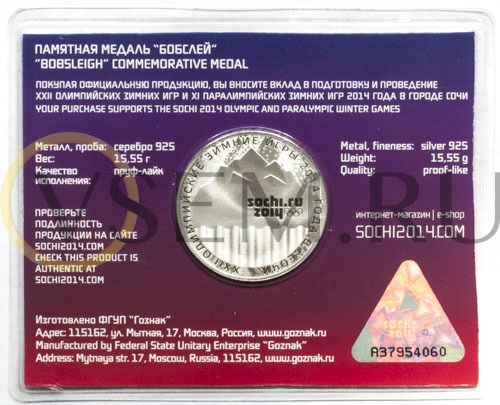 ПАМЯТНАЯ МЕДАЛЬ "БОБСЛЕЙ"
"BOBSLEIGH" COMMEMORATIVE MEDAL
ПОКУПАЯ ОФИЦИАЛЬНУЮ ПРОДУКЦИЮ, ВЫ ВНОСИТЕ ВКЛАД В ПОДГОТОВКУ И ПРОВЕДЕНИЕ
XXII ОЛИМПИЙСКИХ ЗИМНИХ ИГР И XI ПАРАЛИМПИЙСКИХ ЗИМНИХ ИГР 2014 ГОДА В ГОРОДЕ СОЧИ
YOUR PURCHASE SUPPORTS THE SOCHI 2014 OLYMPIC AND PARALYMPIC WINTER GAMES
Металл, проба: серебро 925
Вес: 15,55 г
Качество пруф-лайк
исполнения:
Metal, fineness: silver 925
Weight: 15,55 g
Quality: proof-like
XXII ОЛИМПИЙСКИЕ ЗИМНИЕ ИГРЫ 2014 ГОДА В Г. СОЧИ
sochi.ru
2014
ПРОВЕРЬТЕ
ПОДЛИННОСТЬ
ПРОДУКЦИИ НА САЙТЕ
SOCHI2014.COM
CHECK THIS PRODUCT IS
AUTHENTIC AT
SOCHI2014.COM
интернет-магазин | e-shop
SOCHI2014.COM
VSEM.RU
Изготовлено ФГУП "Гознак"
Адрес: 115162, ул. Мытная, 17, Москва, Россия, www.goznak.ru
Manufactured by Federal State Unitary Enterprise "Goznak"
Address: Mytnaya str. 17, Moscow, Russia, 115162, www.goznak.ru
sochi.ru
2014
A37954060